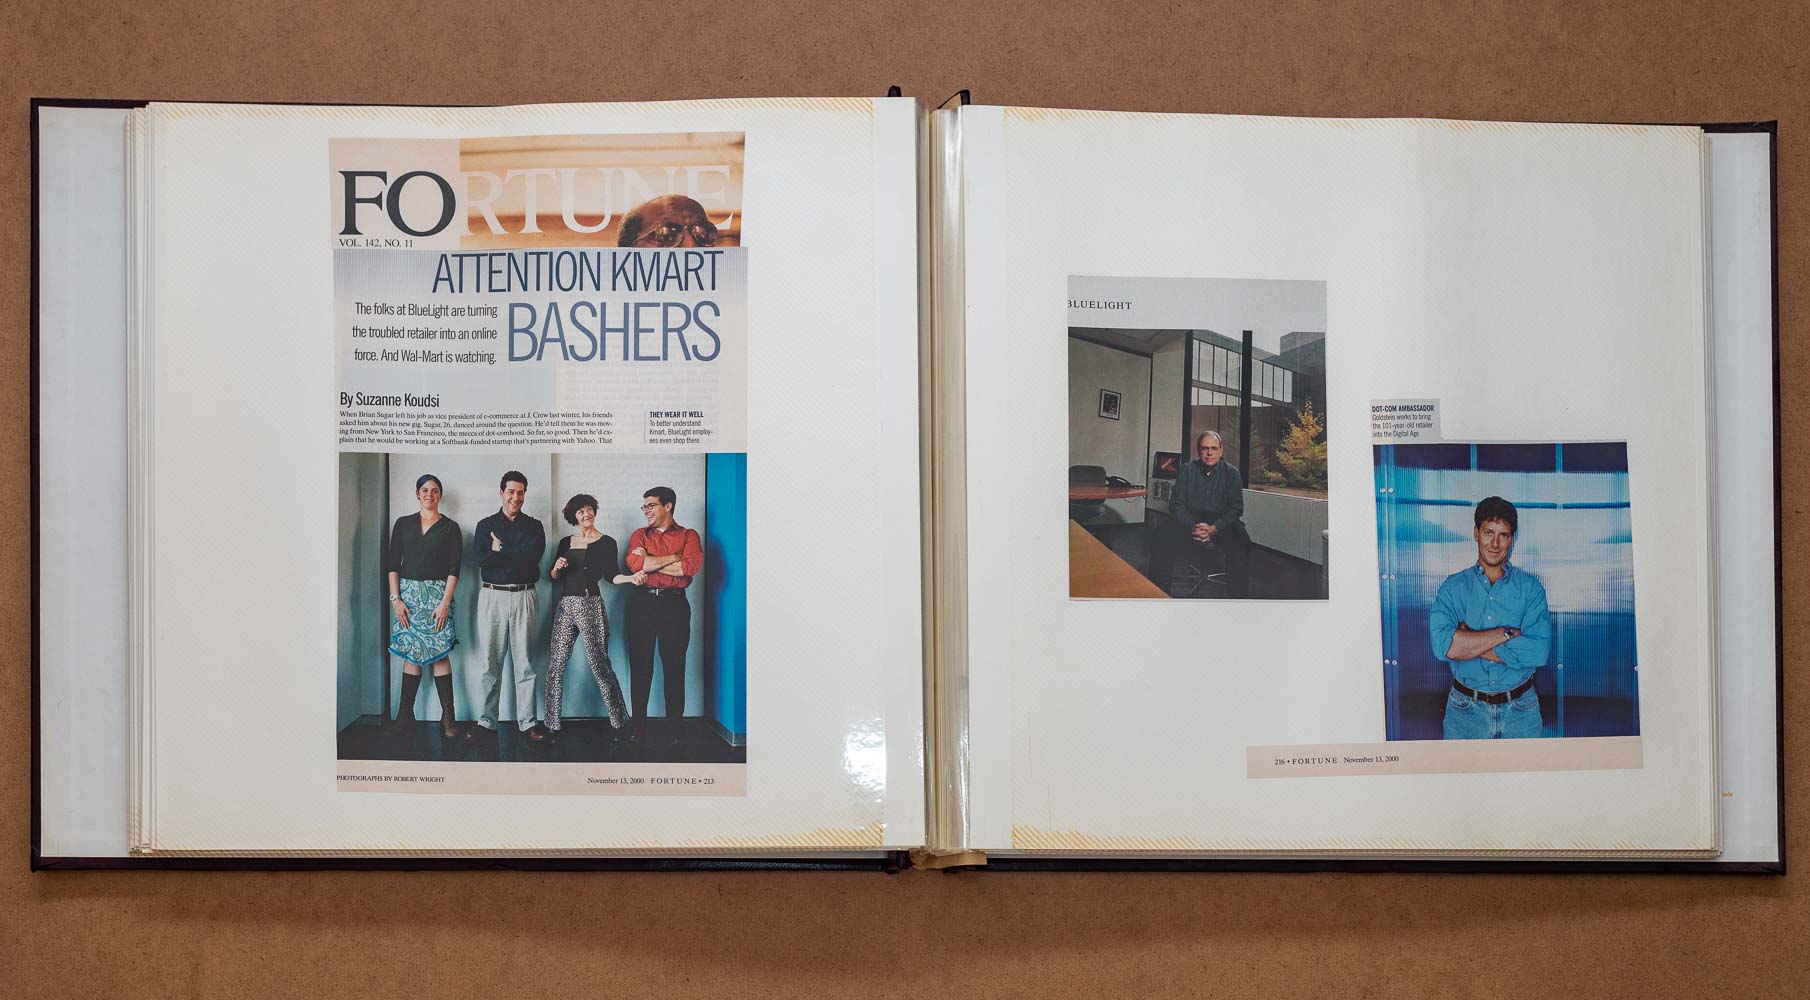 FORTUNE
VOL. 142, NO. 11
ATTENTION KMART
BASHERS
The folks at BlueLight are turning
the troubled retailer into an online
force. And Wal-Mart is watching.
By Suzanne Koudsi
When Brian Sugar left his job as vice president of e-commerce at J. Crew last winter, his friends
asked him about his new gig. Sugar, 26, danced around the question. He'd tell them he was mov-
ing from New York to San Francisco, the mecca of dot-comhood. So far, so good. Then he'd ex-
plain that he would be working at a Softbank-funded startup that's partnering with Yahoo. That
THEY WEAR IT WELL
To better understand
Kmart, BlueLight employ-
ees even shop there.
PHOTOGRAPHS BY ROBERT WRIGHT
November 13, 2000 FORTUNE • 213
BLUELIGHT
DOT-COM AMBASSADOR
Goldstein works to bring
the 101-year-old retailer
into the Digital Age.
216 • FORTUNE November 13, 2000